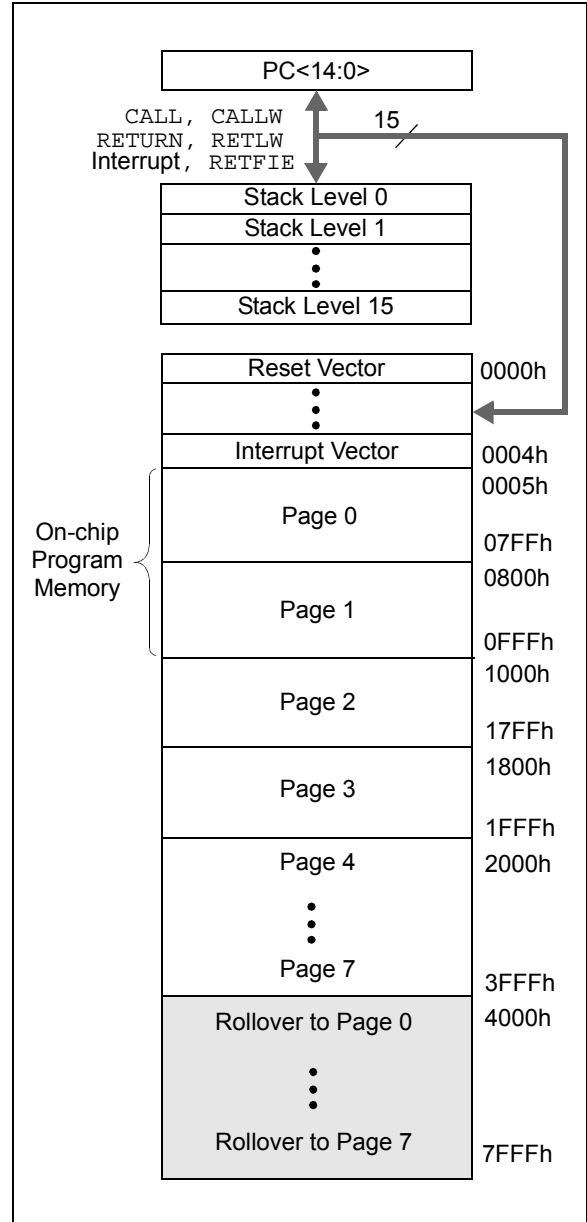 PC<14:0>
CALL, CALLW
RETURN, RETLW
Interrupt, RETFIE
15
Stack Level 0
Stack Level 1
Stack Level 15
Reset Vector
0000h
Interrupt Vector
0004h
On-chip
Program
Memory
0005h
Page 0
07FFh
0800h
Page 1
0FFFh
1000h
Page 2
17FFh
1800h
Page 3
1FFFh
Page 4
2000h
Page 7
3FFFh
Rollover to Page 0
4000h
Rollover to Page 7
7FFFh